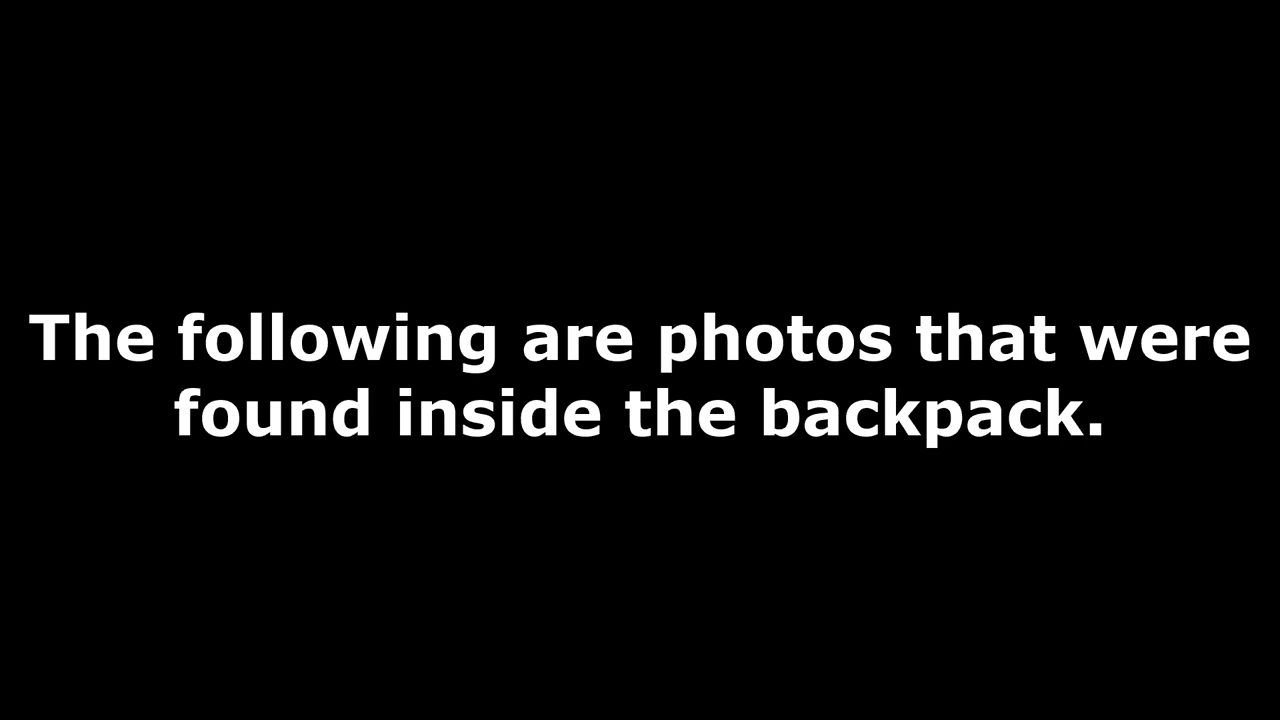 The following are photos that were
found inside the backpack.